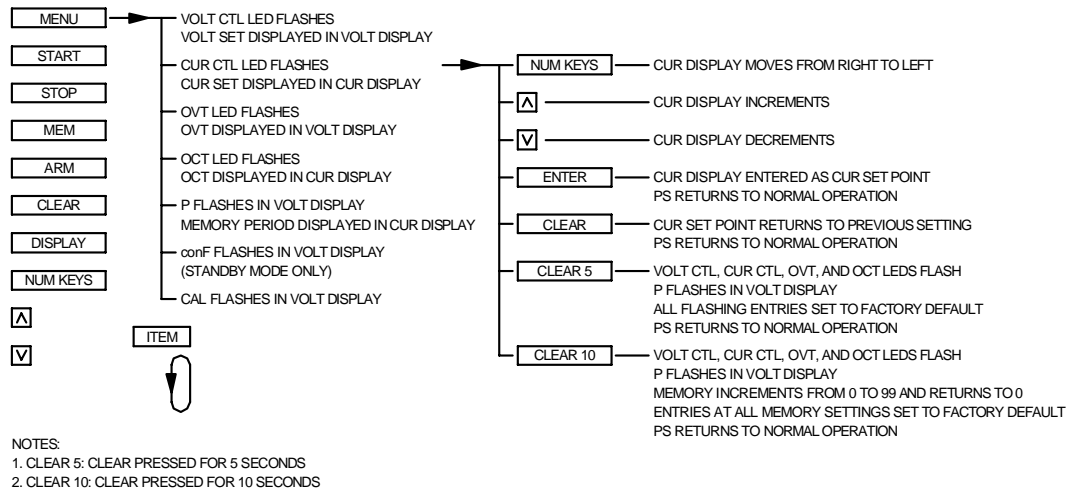 MENU
START
STOP
MEM
ARM
CLEAR
DISPLAY
NUM KEYS
Λ
V
VOLT CTL LED FLASHES
VOLT SET DISPLAYED IN VOLT DISPLAY
CUR CTL LED FLASHES
CUR SET DISPLAYED IN CUR DISPLAY
OVT LED FLASHES
OVT DISPLAYED IN VOLT DISPLAY
OCT LED FLASHES
OCT DISPLAYED IN CUR DISPLAY
P FLASHES IN VOLT DISPLAY
MEMORY PERIOD DISPLAYED IN CUR DISPLAY
conF FLASHES IN VOLT DISPLAY
(STANDBY MODE ONLY)
CAL FLASHES IN VOLT DISPLAY
ITEM
NUM KEYS
CUR DISPLAY MOVES FROM RIGHT TO LEFT
Λ
CUR DISPLAY INCREMENTS
V
CUR DISPLAY DECREMENTS
ENTER
CUR DISPLAY ENTERED AS CUR SET POINT
PS RETURNS TO NORMAL OPERATION
CLEAR
CUR SET POINT RETURNS TO PREVIOUS SETTING
PS RETURNS TO NORMAL OPERATION
CLEAR 5
VOLT CTL, CUR CTL, OVT, AND OCT LEDS FLASH
P FLASHES IN VOLT DISPLAY
ALL FLASHING ENTRIES SET TO FACTORY DEFAULT
PS RETURNS TO NORMAL OPERATION
CLEAR 10
VOLT CTL, CUR CTL, OVT, AND OCT LEDS FLASH
P FLASHES IN VOLT DISPLAY
MEMORY INCREMENTS FROM 0 TO 99 AND RETURNS TO 0
ENTRIES AT ALL MEMORY SETTINGS SET TO FACTORY DEFAULT
PS RETURNS TO NORMAL OPERATION
NOTES:
1. CLEAR 5: CLEAR PRESSED FOR 5 SECONDS
2. CLEAR 10: CLEAR PRESSED FOR 10 SECONDS